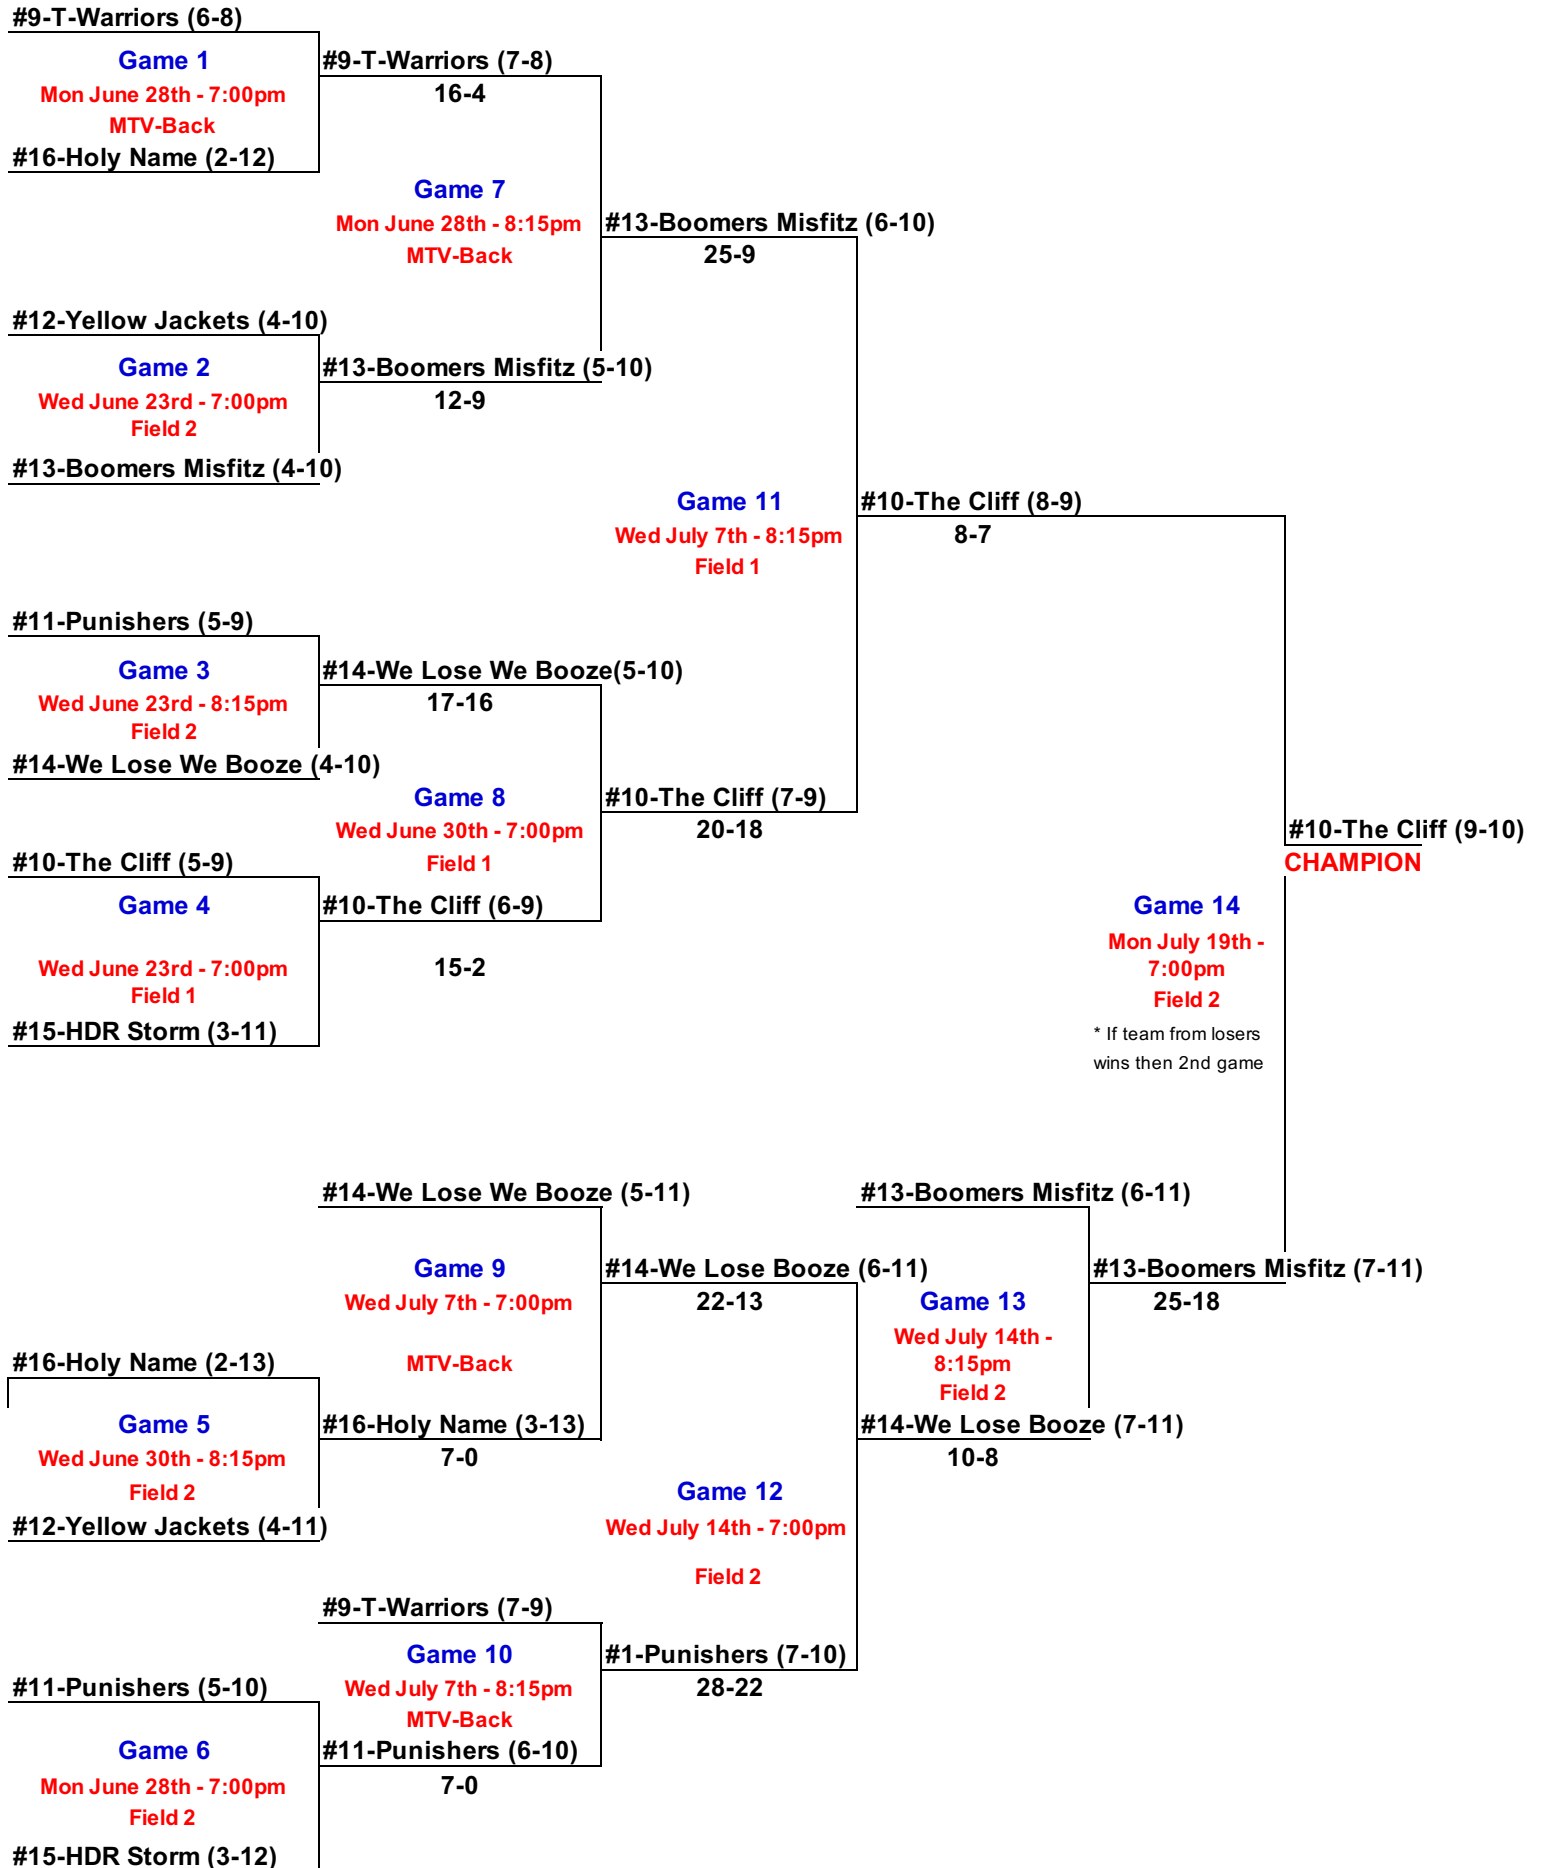 #9-T-Warriors (6-8)
Game 1
#9-T-Warriors (7-8)
Mon June 28th - 7:00pm
16-4
MTV-Back
#16-Holy Name (2-12)
Game 7
Mon June 28th - 8:15pm
#13-Boomers Misfitz (6-10)
MTV-Back
25-9
#12-Yellow Jackets (4-10)
Game 2
#13-Boomers Misfitz (5-10)
Wed June 23rd - 7:00pm
12-9
Field 2
#13-Boomers Misfitz (4-10)
Game 11
#10-The Cliff (8-9)
Wed July 7th - 8:15pm
8-7
Field 1
#11-Punishers (5-9)
Game 3
#14-We Lose We Booze(5-10)
Wed June 23rd - 8:15pm
17-16
Field 2
#14-We Lose We Booze (4-10)
Game 8
#10-The Cliff (7-9)
Wed June 30th - 7:00pm
20-18
#10-The Cliff (9-10)
#10-The Cliff (5-9)
Field 1
CHAMPION
Game 4
#10-The Cliff (6-9)
Game 14
Mon July 19th -
7:00pm
Wed June 23rd - 7:00pm
15-2
Field 1
Field 2
#15-HDR Storm (3-11)
* If team from losers
wins then 2nd game
#14-We Lose We Booze (5-11)
#13-Boomers Misfitz (6-11)
Game 9
#14-We Lose Booze (6-11)
#13-Boomers Misfitz (7-11)
Wed July 7th - 7:00pm
22-13
Game 13
25-18
Wed July 14th -
8:15pm
#16-Holy Name (2-13)
MTV-Back
Field 2
Game 5
#16-Holy Name (3-13)
#14-We Lose Booze (7-11)
Wed June 30th - 8:15pm
7-0
10-8
Field 2
Game 12
#12-Yellow Jackets (4-11)
Wed July 14th - 7:00pm
Field 2
#9-T-Warriors (7-9)
Game 10
#1-Punishers (7-10)
#11-Punishers (5-10)
Wed July 7th - 8:15pm
28-22
MTV-Back
Game 6
#11-Punishers (6-10)
Mon June 28th - 7:00pm
7-0
Field 2
#15-HDR Storm (3-12)